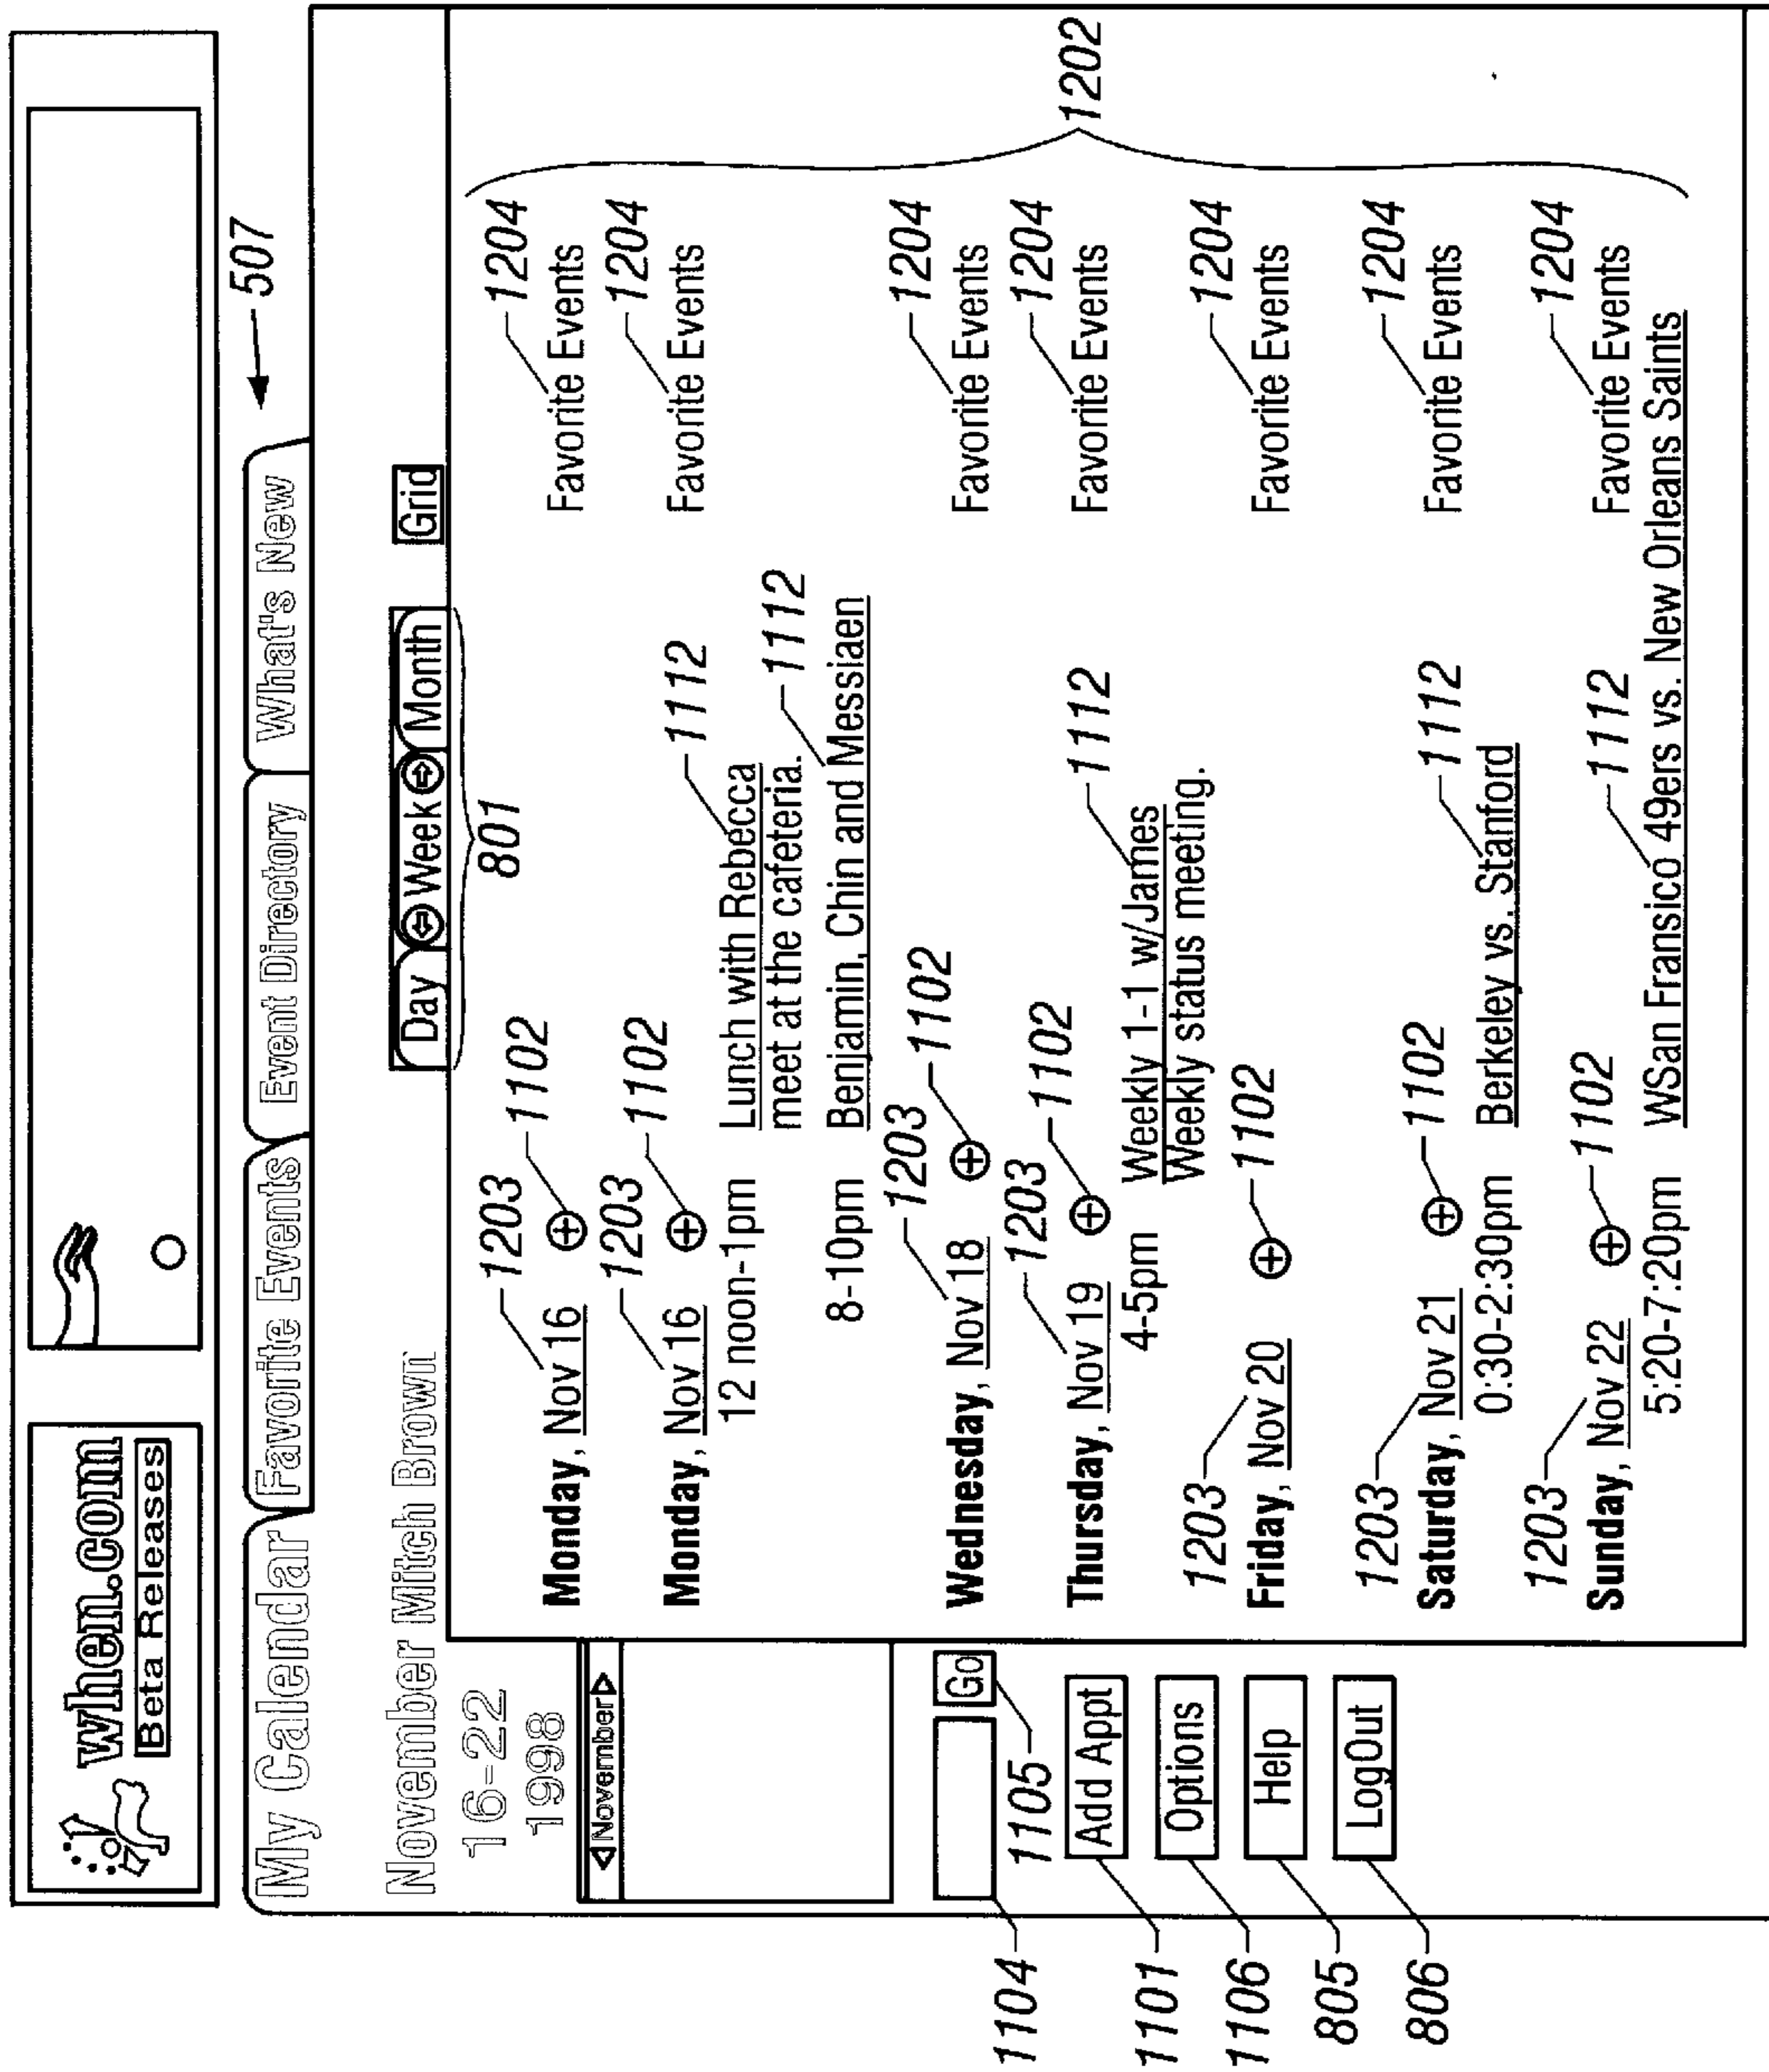 when.com
Beta Releases
507
My Calendar
Favorite Events
Event Directory
What's New
November Mitch Brown
16-22
1998
Day Week Month Grid
801
November
1203 1102 1204
Monday, Nov 16 Favorite Events
1203 1102 1204
Monday, Nov 16 Favorite Events
1112
12 noon-1pm Lunch with Rebecca
meet at the cafeteria.
1112
8-10pm Benjamin, Chin and Messiaen
1203 1102 1204
Wednesday, Nov 18 Favorite Events
1203 1102 1204
Thursday, Nov 19 Favorite Events
1112
4-5pm Weekly 1-1 w/James
Weekly status meeting.
1203 1102 1204
Friday, Nov 20 Favorite Events
1203 1102 1204
Saturday, Nov 21 Favorite Events
1112
0:30-2:30pm Berkeley vs. Stanford
1203 1102 1204
Sunday, Nov 22 Favorite Events
1112
5:20-7:20pm WSan Fransico 49ers vs. New Orleans Saints
1202
1104
Go
1105
1101 Add Appt
1106 Options
805 Help
806 LogOut